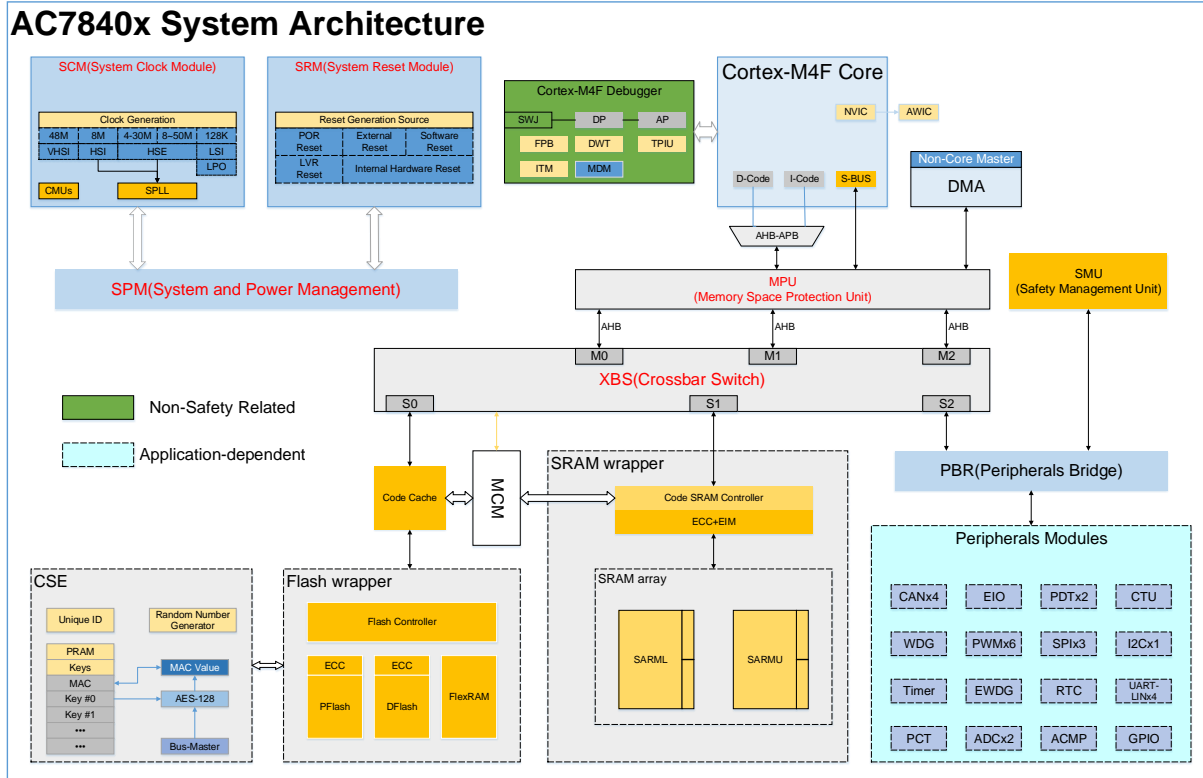 AC7840x System Architecture
SCM(System Clock Module)
Clock Generation
48M 8M 4-30M 8~50M 128K
VHSI HSI HSE LSI
LPO
CMUs SPLL
SRM(System Reset Module)
Reset Generation Source
POR
Reset
External
Reset
Software
Reset
LVR
Reset
Internal Hardware Reset
SPM(System and Power Management)
Cortex-M4F Debugger
SWJ DP AP
FPB DWT TPIU
ITM MDM
Cortex-M4F Core
NVIC AWIC
D-Code I-Code S-BUS
AHB-APB
Non-Core Master
DMA
MPU
(Memory Space Protection Unit)
SMU
(Safety Management Unit)
AHB AHB AHB
M0 M1 M2
XBS(Crossbar Switch)
S0 S1 S2
Non-Safety Related
Application-dependent
Code Cache
MCM
SRAM wrapper
Code SRAM Controller
ECC+EIM
SRAM array
SARML SARMU
PBR(Peripherals Bridge)
Peripherals Modules
CANx4 EIO PDTx2 CTU
WDG PWMx6 SPIx3 I2Cx1
Timer EWDG RTC UART-
LINx4
PCT ADCx2 ACMP GPIO
CSE
Unique ID
Random Number
Generator
PRAM
Keys
MAC
Key #0
Key #1
•••
•••
MAC Value
AES-128
Bus-Master
Flash wrapper
Flash Controller
ECC ECC
PFlash DFlash FlexRAM